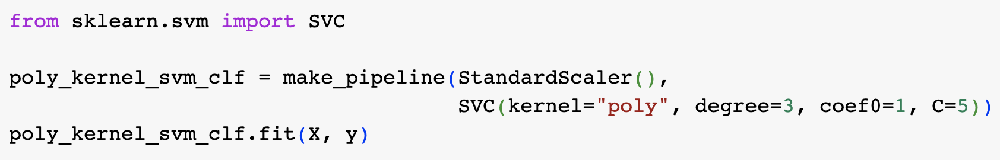 from sklearn.svm import SVC
poly_kernel_svm_clf = make_pipeline(StandardScaler(),
SVC(kernel="poly", degree=3, coef0=1, C=5))
poly_kernel_svm_clf.fit(X, y)